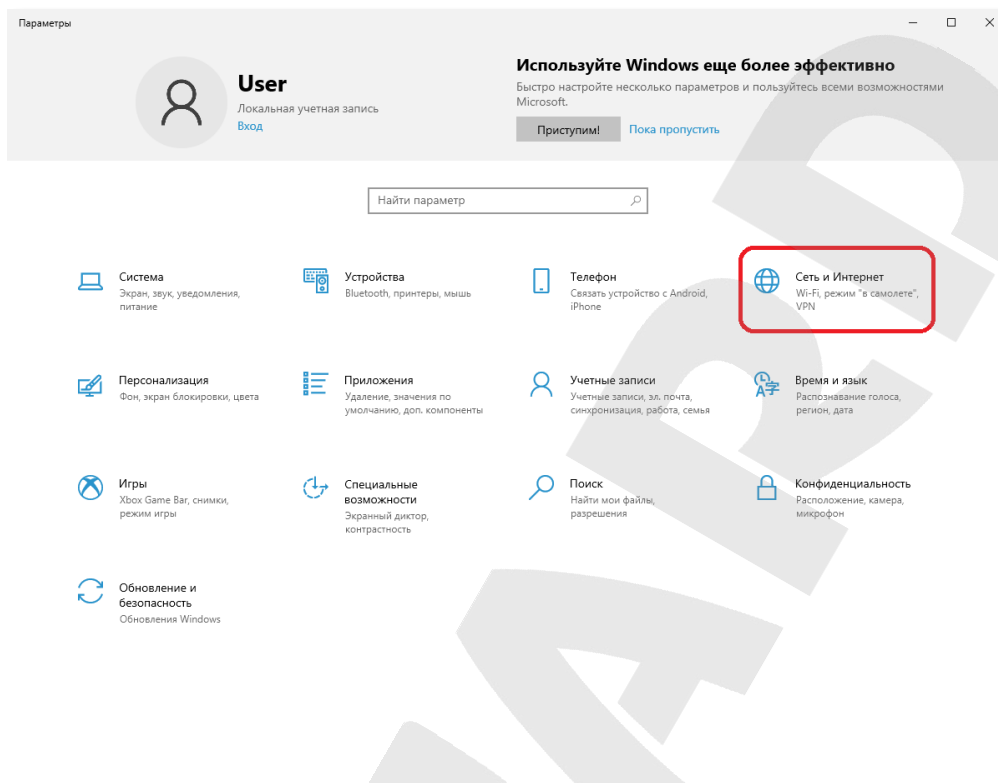 Параметры
User
Локальная учетная запись
Вход
Используйте Windows еще более эффективно
Быстро настройте несколько параметров и пользуйтесь всеми возможностями
Microsoft.
Приступим!
Пока пропустить
Найти параметр
Система
Экран, звук, уведомления,
питание
Устройства
Bluetooth, принтеры, мышь
Телефон
Связать устройство с Android,
iPhone
Сеть и Интернет
Wi-Fi, режим "в самолете",
VPN
Персонализация
Фон, экран блокировки, цвета
Приложения
Удаление, значения по
умолчанию, доп. компоненты
Учетные записи
Учетные записи, эл. почта,
синхронизация, работа, семья
Время и язык
Распознавание голоса,
регион, дата
Игры
Xbox Game Bar, снимки,
режим игры
Специальные
возможности
Экранный диктор,
контрастность
Поиск
Найти мои файлы,
разрешения
Конфиденциальность
Расположение, камера,
микрофон
Обновление и
безопасность
Обновления Windows